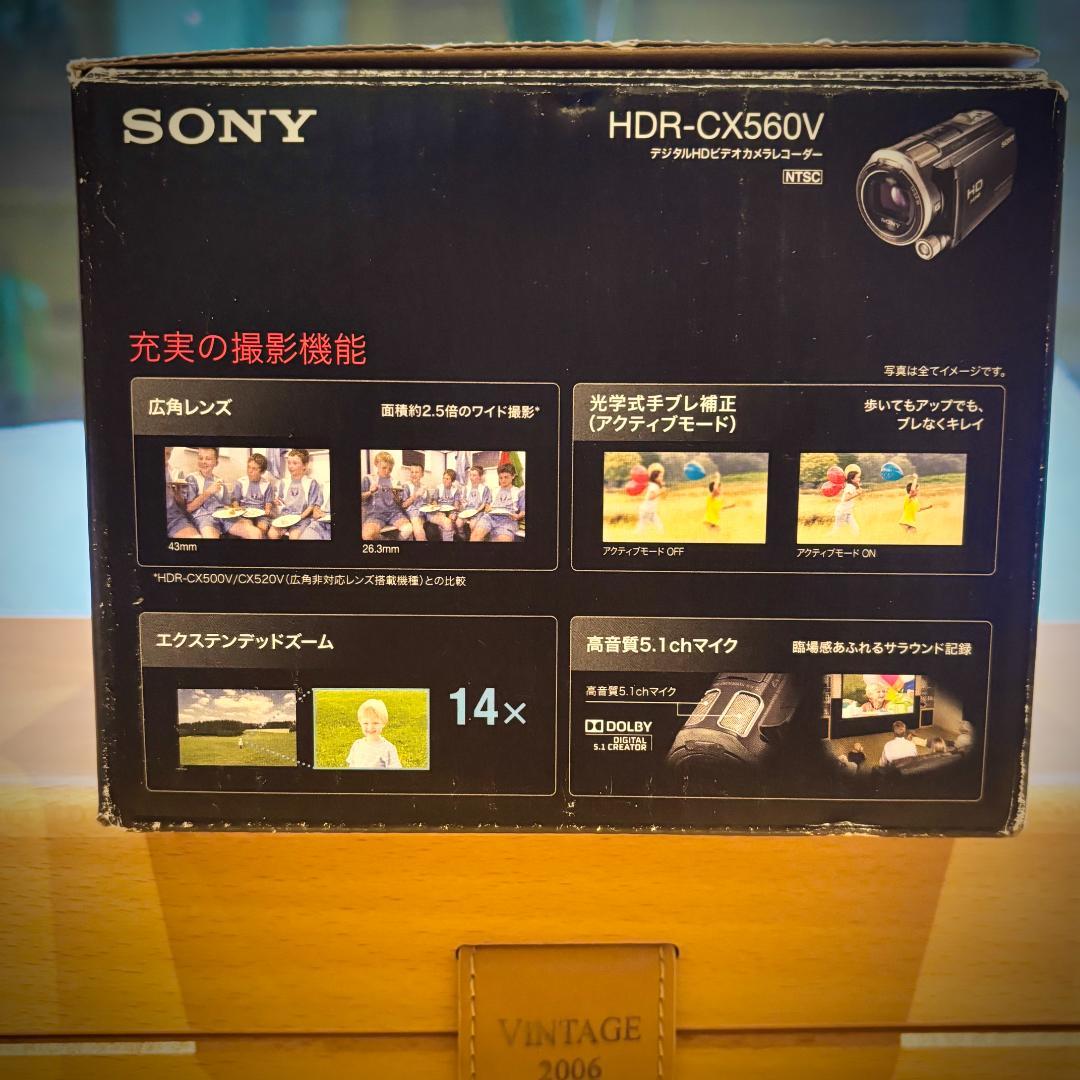 SONY
HDR-CX560V
デジタルHDビデオカメラレコーダー
NTSC
SONY
HD
SONY
充実の撮影機能
写真は全てイメージです。
広角レンズ
面積約2.5倍のワイド撮影*
43mm
26.3mm
*HDR-CX500V/CX520V(広角非対応レンズ搭載機種)との比較
光学式手ブレ補正
(アクティブモード)
歩いてもアップでも、
ブレなくキレイ
アクティブモード OFF
アクティブモード ON
エクステンデッドズーム
14×
高音質5.1chマイク
臨場感あふれるサラウンド記録
高音質5.1chマイク
DOLBY
DIGITAL
5.1 CREATOR
VINTAGE
2006